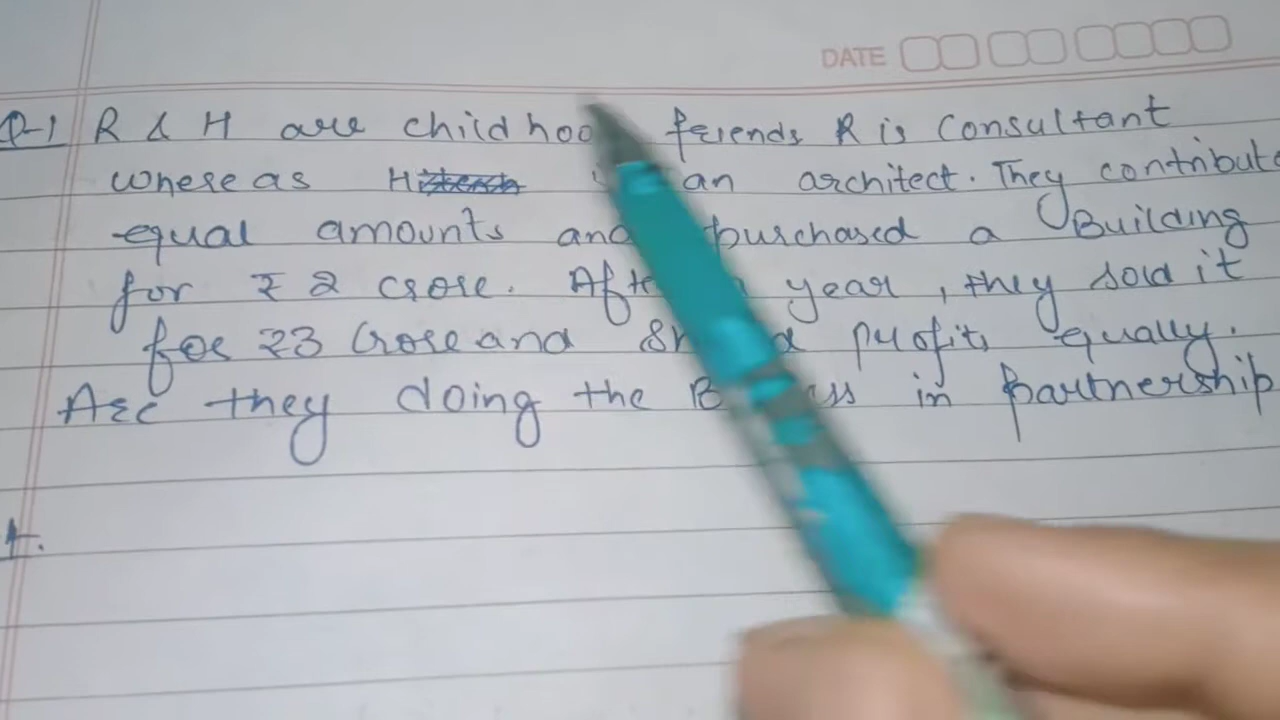 DATE
Q-1 R & H are childhoo friends R is Consultant
whereas H an architect. They contribute
equal amounts and purchased a Building
for ₹ 2 crore. After year, they sold it
for ₹3 Crore and profits equally.
Are they doing the in partnership